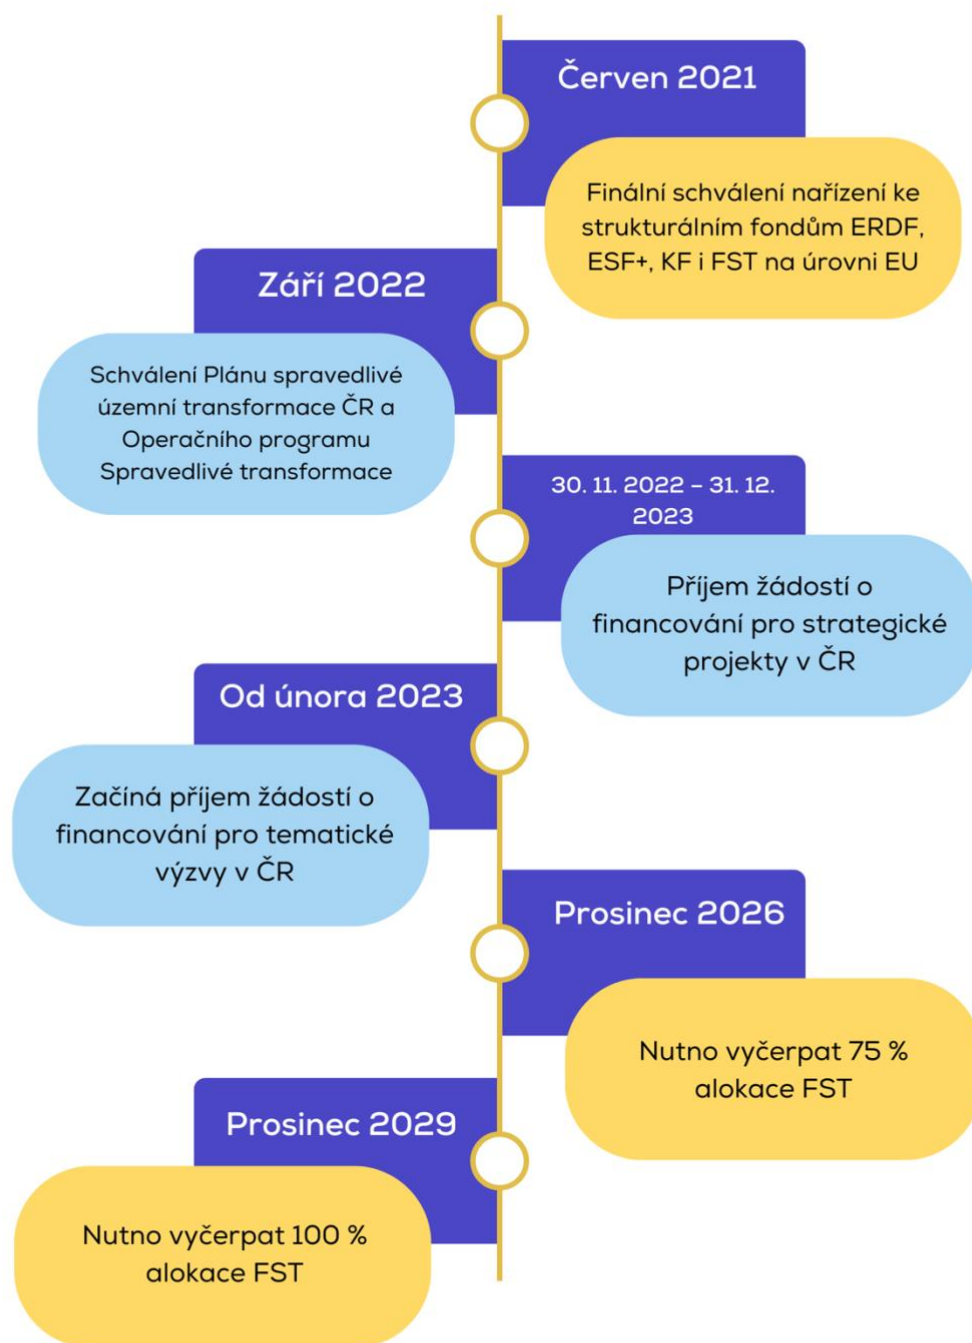 Červen 2021
Finální schválení nařízení ke
strukturálním fondům ERDF,
ESF+, KF i FST na úrovni EU
Září 2022
Schválení Plánu spravedlivé
územní transformace ČR a
Operačního programu
Spravedlivé transformace
30. 11. 2022 – 31. 12.
2023
Příjem žádostí o
financování pro strategické
projekty v ČR
Od února 2023
Začíná příjem žádostí o
financování pro tematické
výzvy v ČR
Prosinec 2026
Nutno vyčerpat 75 %
alokace FST
Prosinec 2029
Nutno vyčerpat 100 %
alokace FST